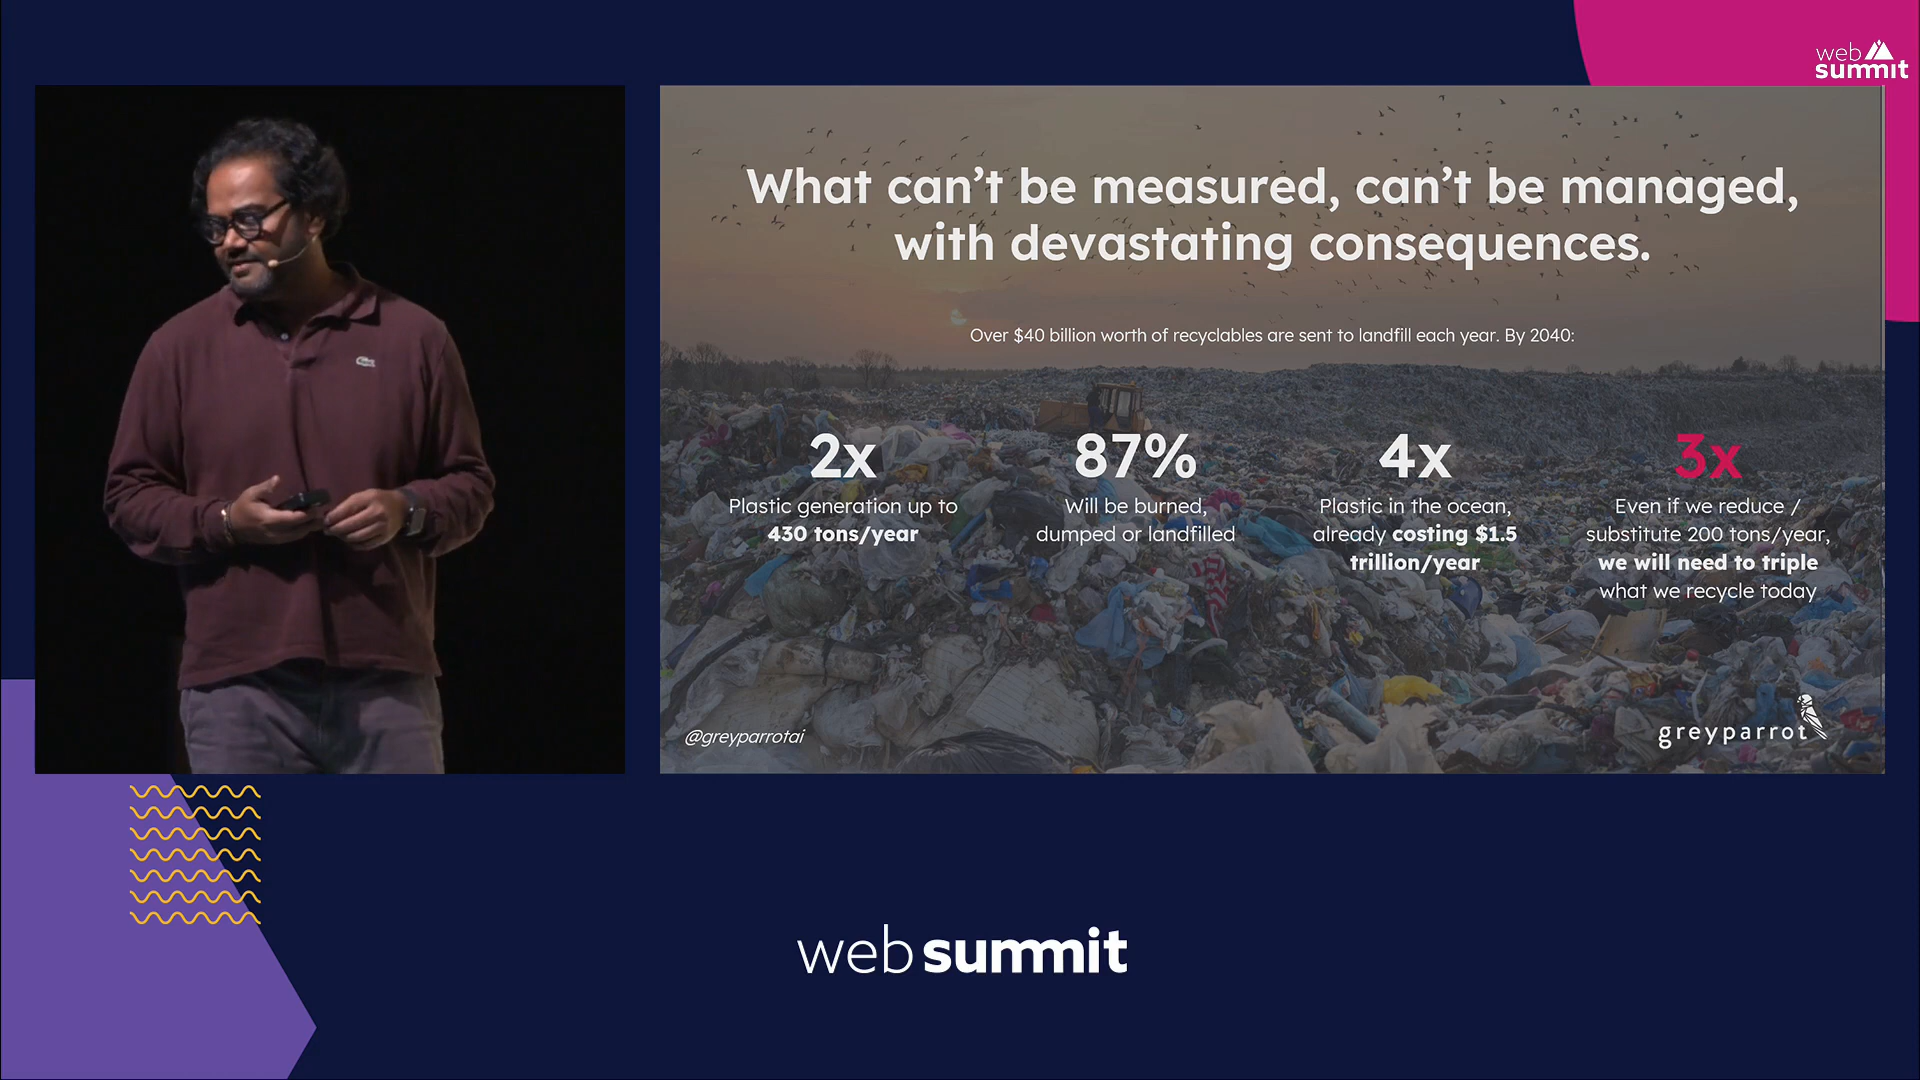 web
summit
What can’t be measured, can’t be managed,
with devastating consequences.
Over $40 billion worth of recyclables are sent to landfill each year. By 2040:
2x
Plastic generation up to
430 tons/year
87%
Will be burned,
dumped or landfilled
4x
Plastic in the ocean,
already costing $1.5
trillion/year
3x
Even if we reduce /
substitute 200 tons/year,
we will need to triple
what we recycle today
@greyparrotai
greyparrot
web summit